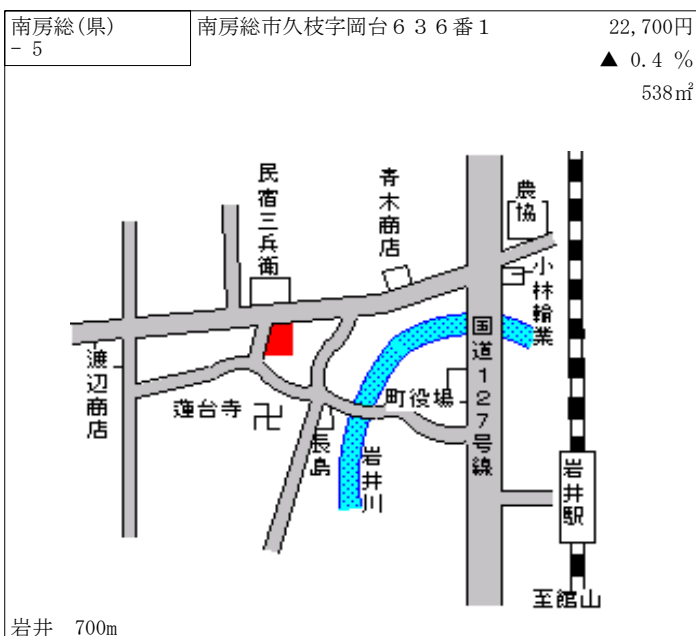 南房総(県)
－5
南房総市久枝字岡台６３６番１
22,700円
▲ 0.4 %
538㎡
民宿三兵衛
青木商店
農協
小林輪業
国道１２７号線
渡辺商店
蓮台寺
卍
長島
町役場
岩井川
岩井駅
至館山
岩井　700m